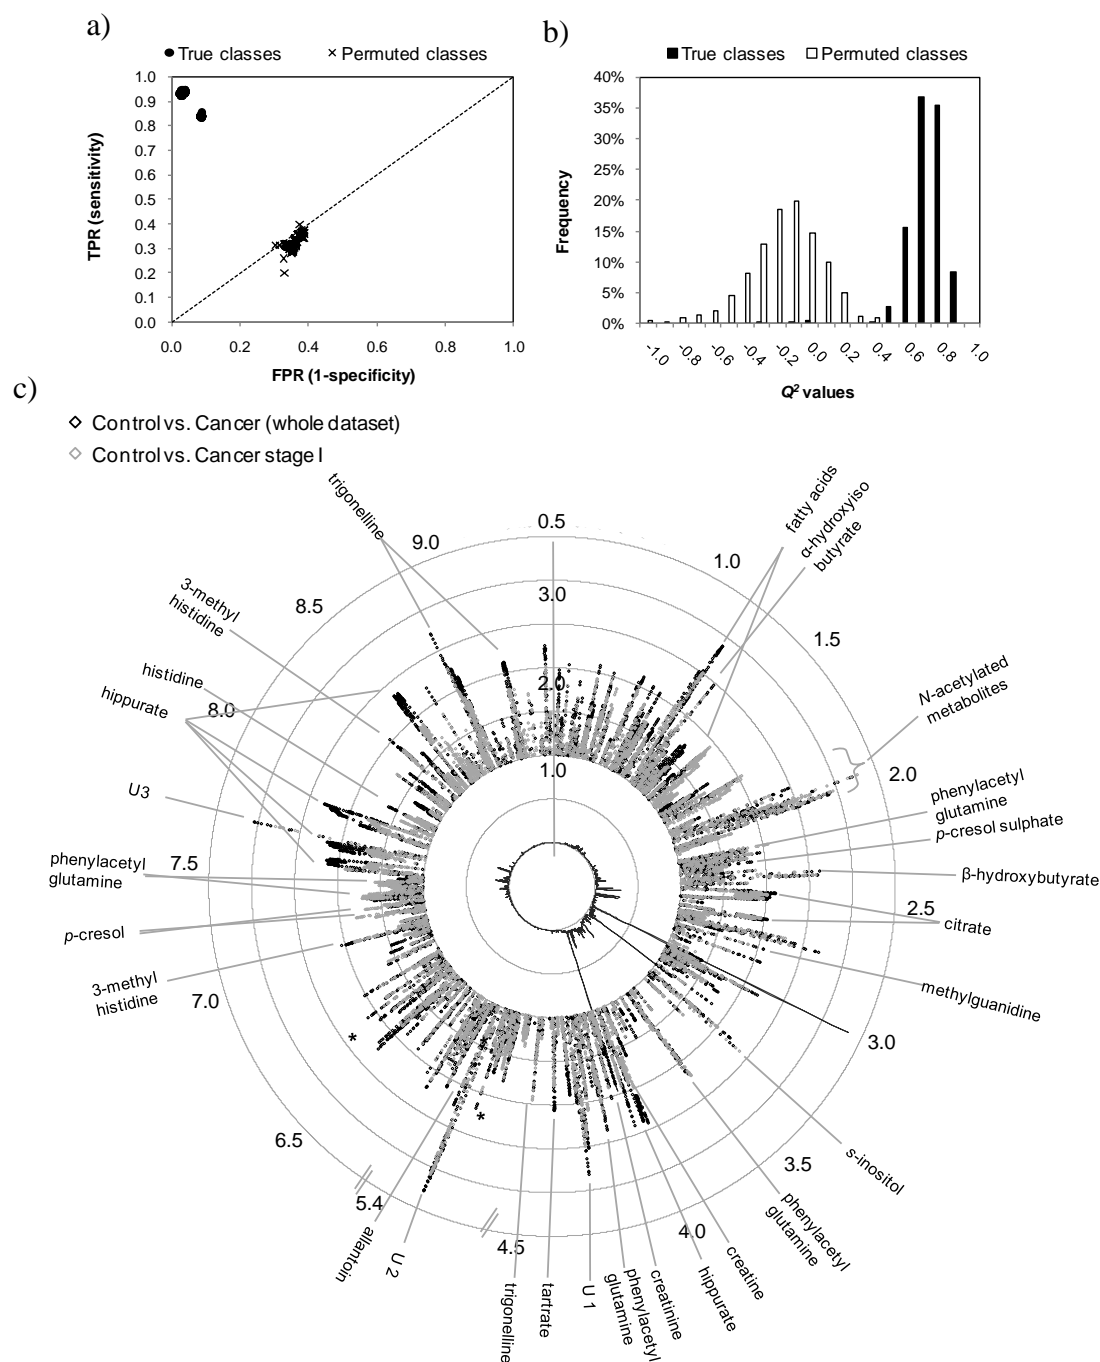 a)
True classes
Permuted classes
1.0
0.9
0.8
0.7
0.6
0.5
0.4
0.3
0.2
0.1
0.0
0.0
0.2
0.4
0.6
0.8
1.0
TPR (sensitivity)
FPR (1-specificity)
b)
True classes
Permuted classes
40%
35%
30%
25%
20%
15%
10%
5%
0%
-1.0
-0.8
-0.6
-0.4
-0.2
0.0
0.2
0.4
0.6
0.8
1.0
Frequency
Q² values
c)
Control vs. Cancer (whole dataset)
Control vs. Cancer stage I
0.5
3.0
2.0
1.0
fatty acids
α-hydroxyiso
butyrate
1.0
1.5
N-acetylated
metabolites
2.0
phenylacetyl
glutamine
p-cresol sulphate
β-hydroxybutyrate
2.5
citrate
methylguanidine
3.0
s-inositol
3.5
phenylacetyl
glutamine
4.0
creatine
hippurate
creatinine
phenylacetyl
glutamine
U 1
tartrate
trigonelline
4.5
U 2
allantoin
5.4
*
*
*
6.5
7.0
3-methyl
histidine
p-cresol
phenylacetyl
glutamine
7.5
U3
hippurate
8.0
histidine
3-methyl
histidine
8.5
9.0
trigonelline